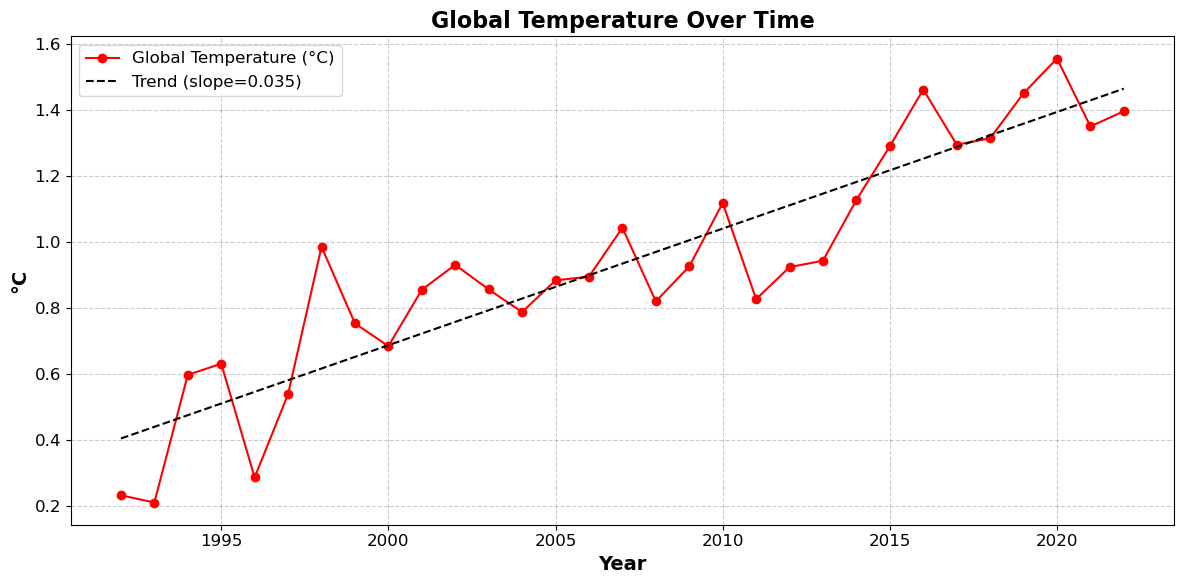 Global Temperature Over Time
Global Temperature (°C)
Trend (slope=0.035)
°C
1.6
1.4
1.2
1.0
0.8
0.6
0.4
0.2
1995 2000 2005 2010 2015 2020
Year